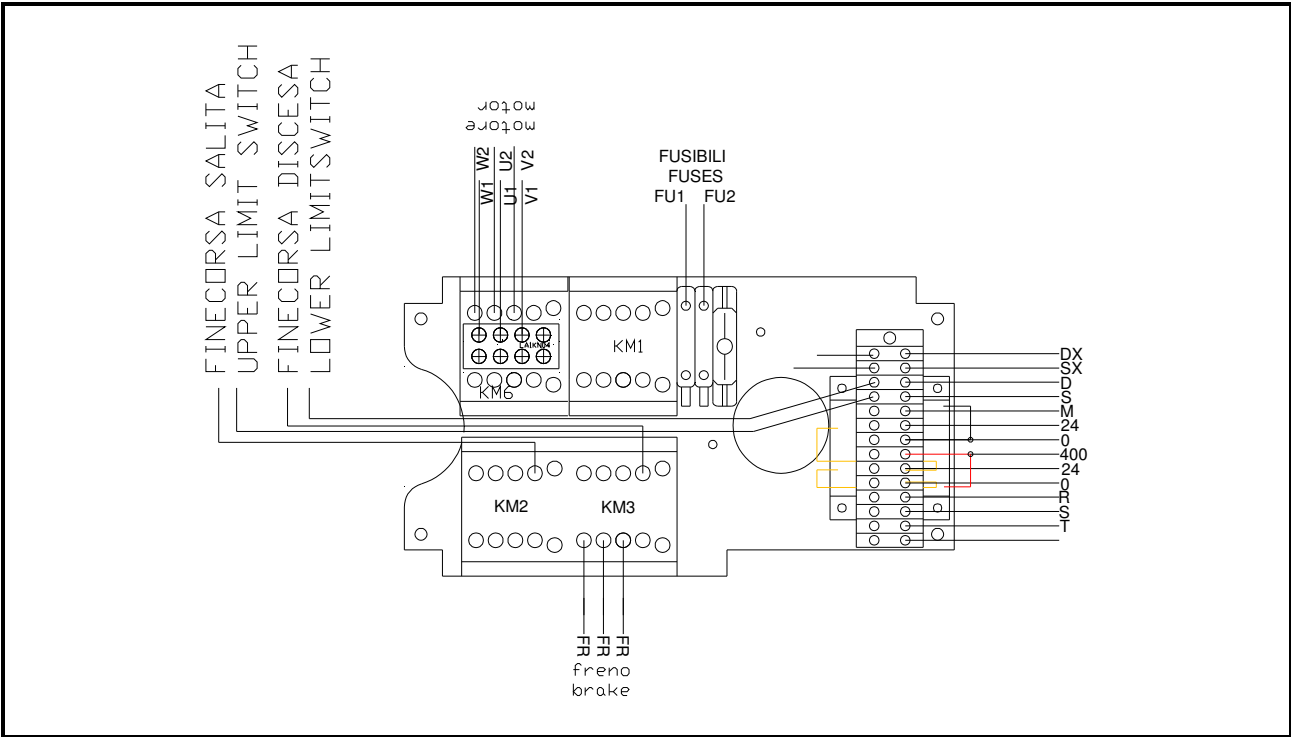 FINECORSA SALITA
UPPER LIMIT SWITCH
FINECORSA DISCESA
LOWER LIMITSWITCH
motor
motore
W2
U2
V2
W1
U1
V1
FUSIBILI
FUSES
FU1 FU2
LA1KN04
KM1
KM6
KM2
KM3
DX
SX
D
S
M
24
0
400
24
0
R
S
T
FR FR FR
freno
brake